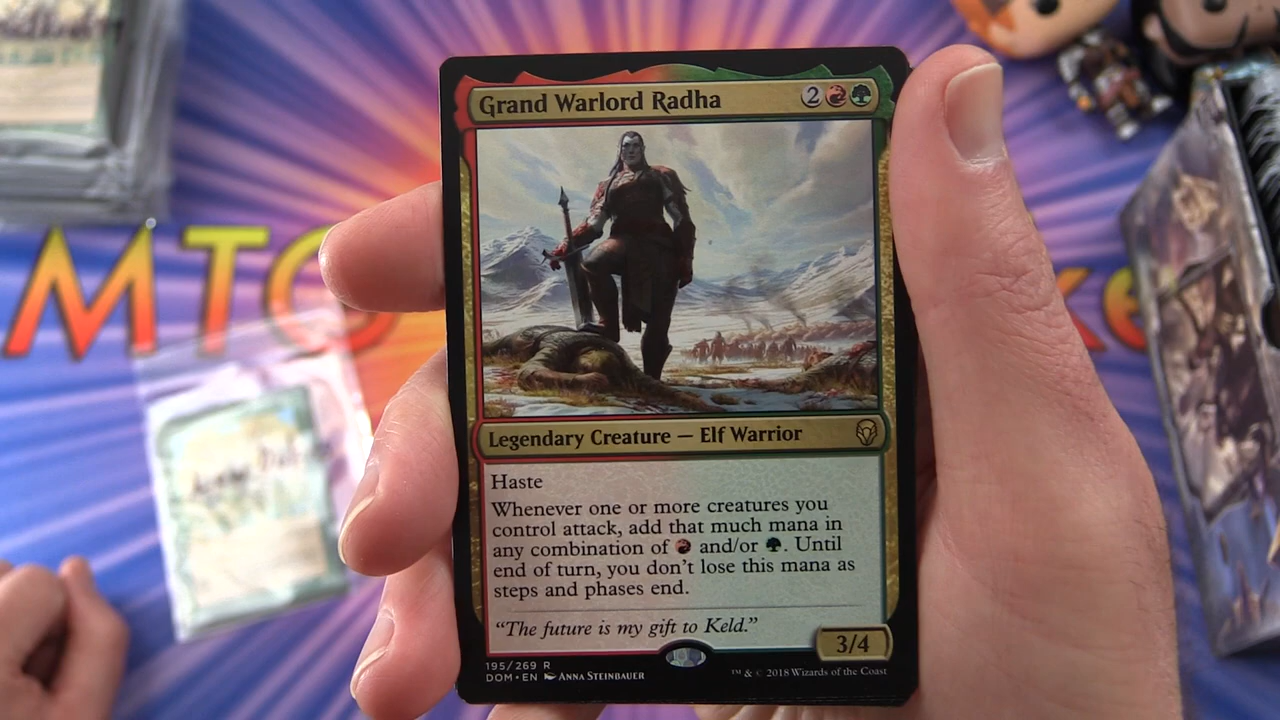 Grand Warlord Radha 2
Legendary Creature — Elf Warrior
Haste
Whenever one or more creatures you
control attack, add that much mana in
any combination of and/or . Until
end of turn, you don't lose this mana as
steps and phases end.
"The future is my gift to Keld."
3/4
195/269 R
DOM • EN Anna Steinbauer
™ & © 2018 Wizards of the Coast
MTG